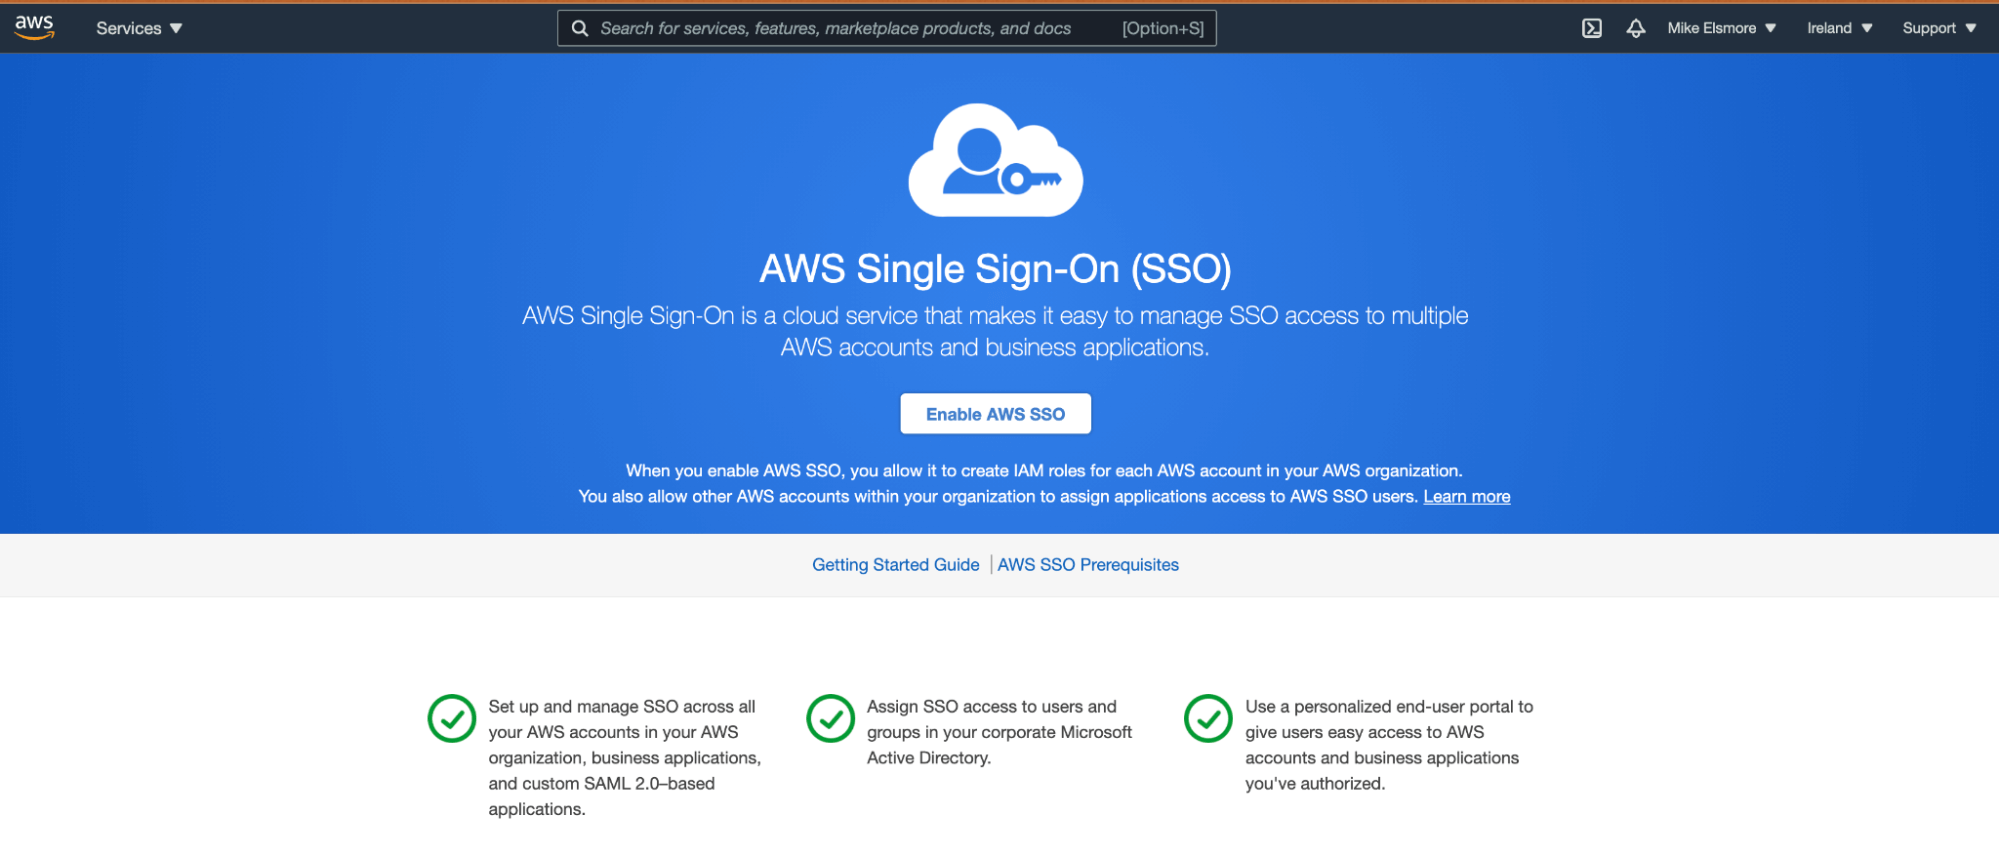 aws
Services
Search for services, features, marketplace products, and docs
[Option+S]
Mike Elsmore
Ireland
Support
AWS Single Sign-On (SSO)
AWS Single Sign-On is a cloud service that makes it easy to manage SSO access to multiple
AWS accounts and business applications.
Enable AWS SSO
When you enable AWS SSO, you allow it to create IAM roles for each AWS account in your AWS organization.
You also allow other AWS accounts within your organization to assign applications access to AWS SSO users. Learn more
Getting Started Guide | AWS SSO Prerequisites
Set up and manage SSO across all
your AWS accounts in your AWS
organization, business applications,
and custom SAML 2.0–based
applications.
Assign SSO access to users and
groups in your corporate Microsoft
Active Directory.
Use a personalized end-user portal to
give users easy access to AWS
accounts and business applications
you've authorized.